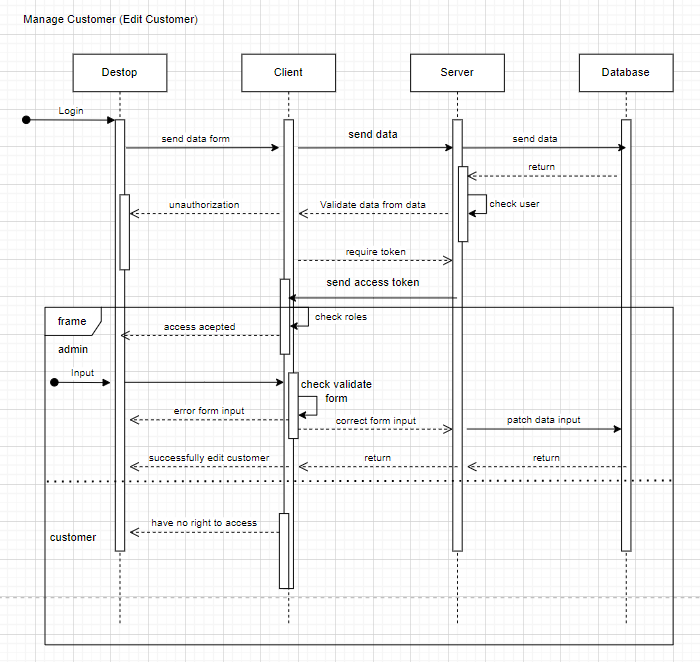 Manage Customer (Edit Customer)
Destop
Client
Server
Database
Login
send data form
send data
send data
return
unauthorization
Validate data from data
check user
require token
send access token
frame
check roles
access acepted
admin
Input
check validate
form
error form input
correct form input
patch data input
successfully edit customer
return
return
have no right to access
customer